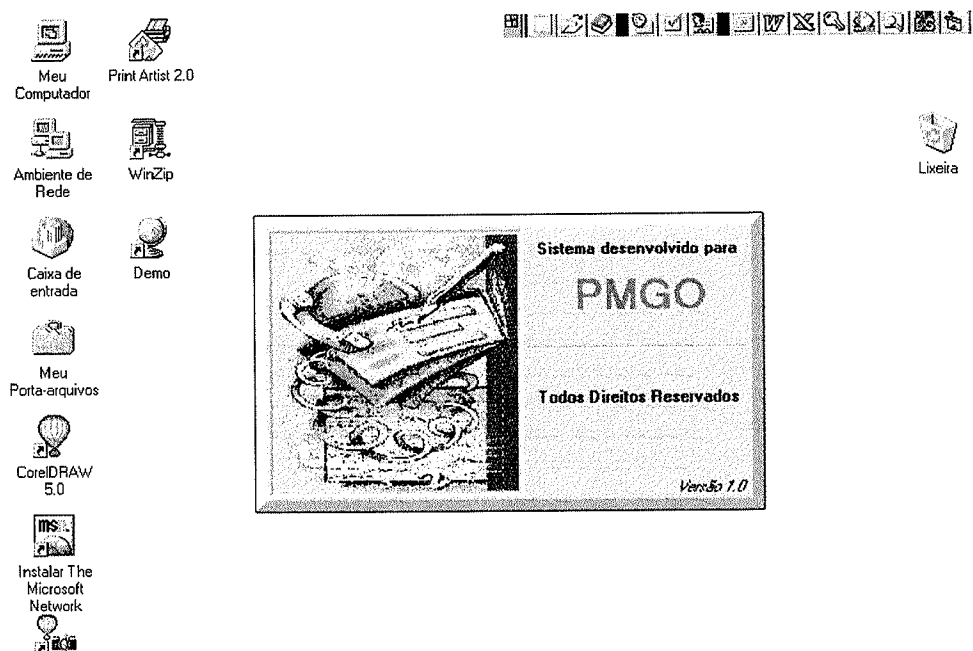 Meu
Computador
Print Artist 2.0
Ambiente de
Rede
WinZip
Caixa de
entrada
Demo
Meu
Porta-arquivos
CorelDRAW
5.0
ms
Instalar The
Microsoft
Network
Lixeira
Sistema desenvolvido para
PMGO
Todos Direitos Reservados
Versão 1.0